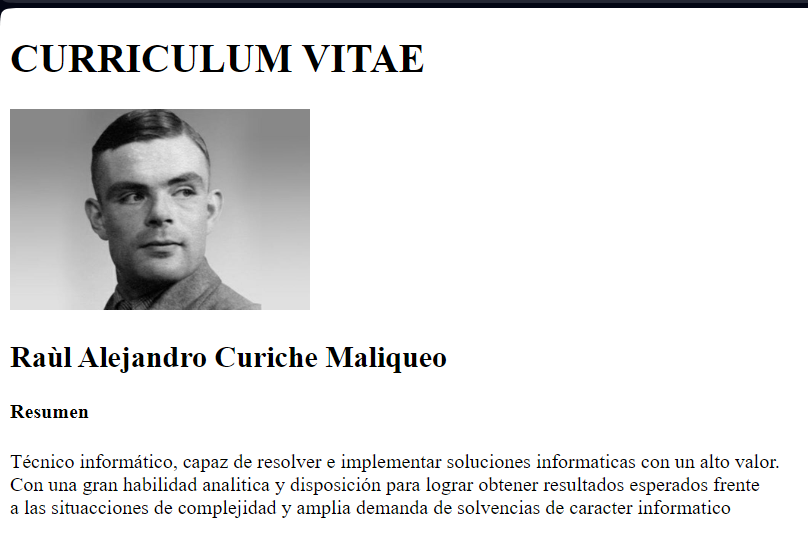 CURRICULUM VITAE
Raùl Alejandro Curiche Maliqueo
Resumen
Técnico informático, capaz de resolver e implementar soluciones informaticas con un alto valor.
Con una gran habilidad analitica y disposición para lograr obtener resultados esperados frente
a las situacciones de complejidad y amplia demanda de solvencias de caracter informatico